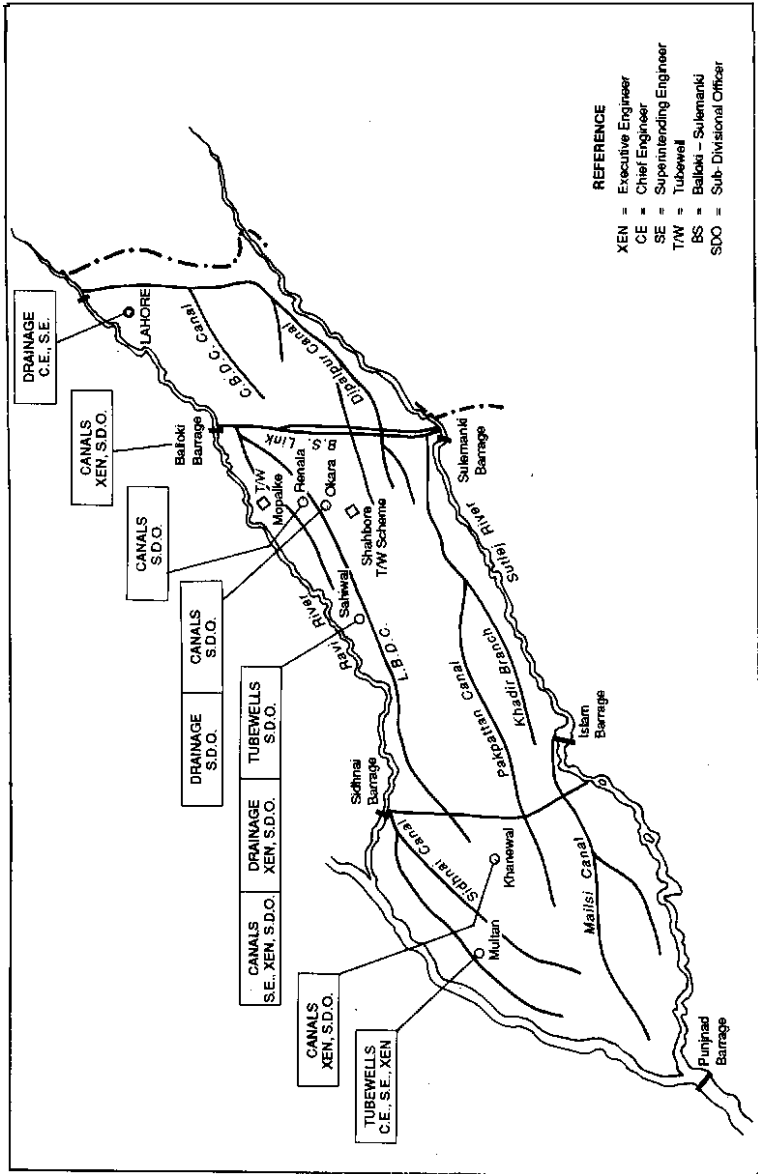 DRAINAGE
C.E., S.E.
CANALS
XEN, S.D.O.
CANALS
S.D.O.
DRAINAGE
S.D.O.
CANALS
S.D.O.
CANALS
S.E., XEN, S.D.O.
DRAINAGE
XEN, S.D.O.
TUBEWELLS
S.D.O.
CANALS
XEN, S.D.O.
TUBEWELLS
C.E., S.E., XEN
LAHORE
C.B.D.C. Canal
Dipalpur Canal
Balloki
Barrage
B.S. Link
T/W
Mopalke
Renala
Okara
Shahbore
T/W Scheme
Sulemanki
Barrage
Sutlej River
Ravi River
Sahiwal
L.B.D.C.
Pakpattan Canal
Khadir Branch
Sidhnai
Barrage
Islam
Barrage
Sidhnai Canal
Khanewal
Multan
Mailsi Canal
Punjnad
Barrage
REFERENCE
XEN = Executive Engineer
CE = Chief Engineer
SE = Superintending Engineer
T/W = Tubewell
BS = Balloki – Sulemanki
SDO = Sub-Divisional Officer